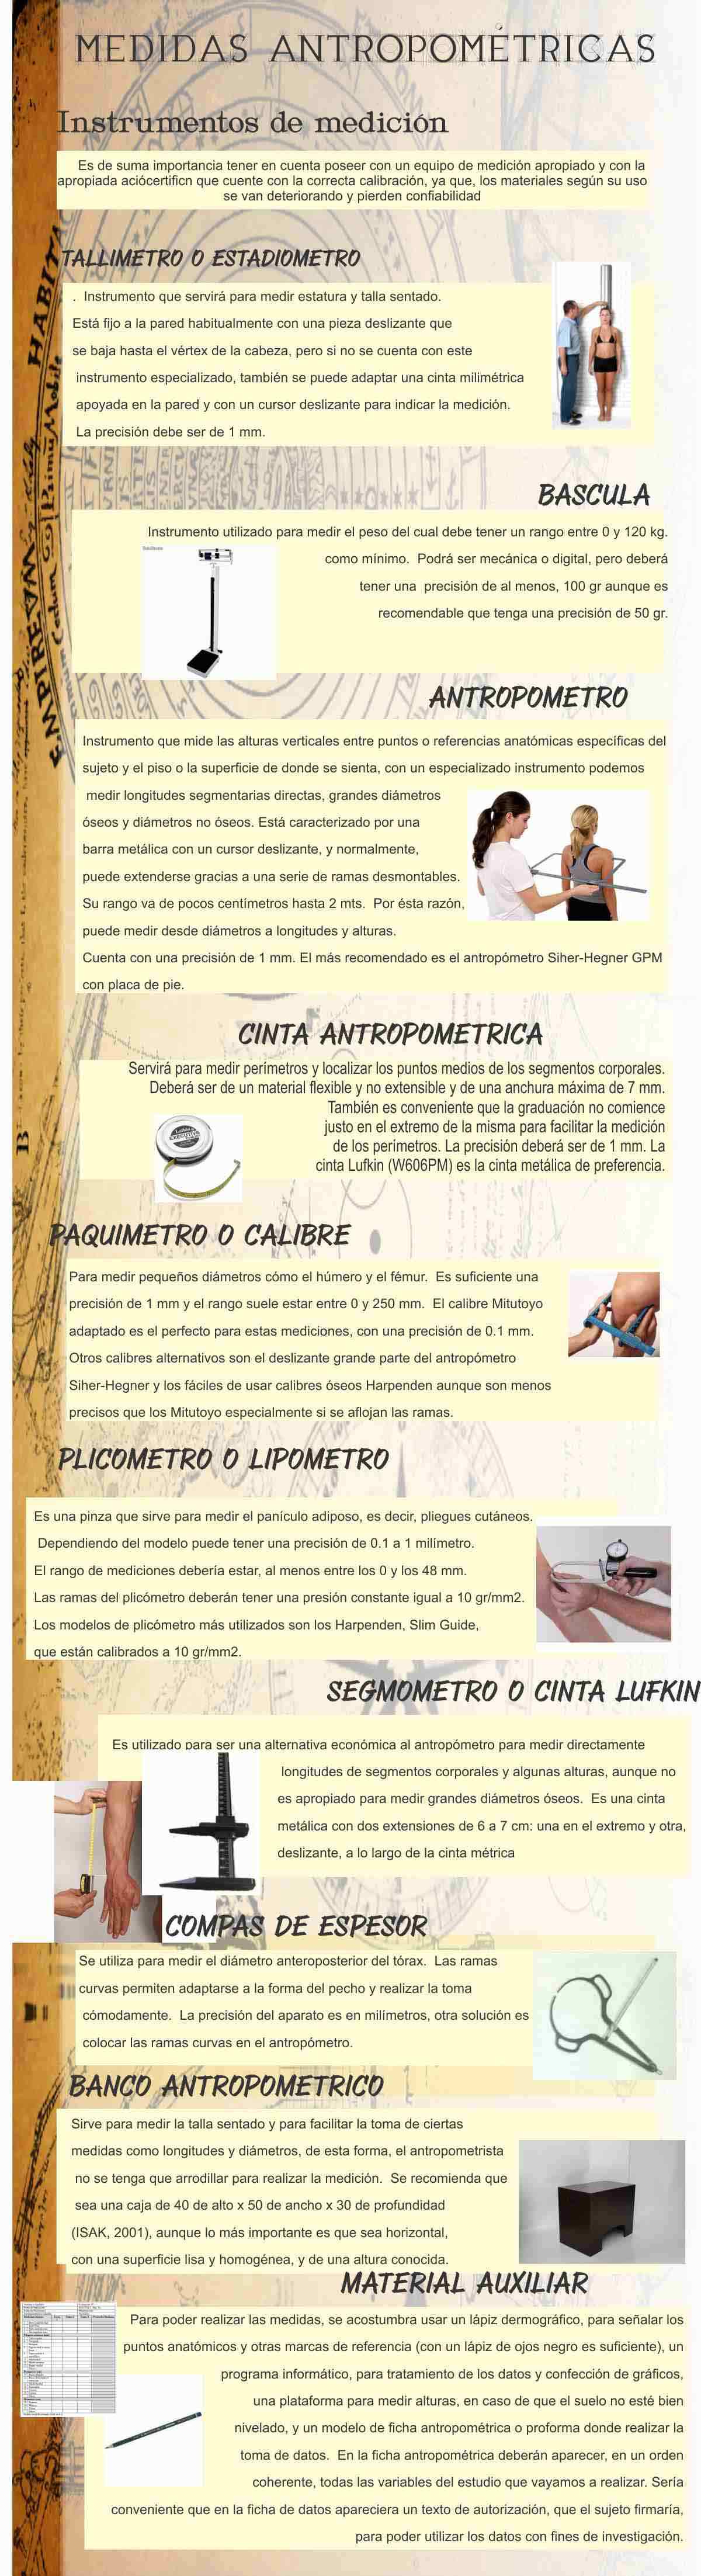 MEDIDAS ANTROPOMÉTRICAS
Instrumentos de medición
Es de suma importancia tener en cuenta poseer con un equipo de medición apropiado y con la
apropiada aciócertificn que cuente con la correcta calibración, ya que, los materiales según su uso
se van deteriorando y pierden confiabilidad
TALLIMETRO O ESTADIOMETRO
. Instrumento que servirá para medir estatura y talla sentado.
Está fijo a la pared habitualmente con una pieza deslizante que
se baja hasta el vértex de la cabeza, pero si no se cuenta con este
instrumento especializado, también se puede adaptar una cinta milimétrica
apoyada en la pared y con un cursor deslizante para indicar la medición.
La precisión debe ser de 1 mm.
BASCULA
Instrumento utilizado para medir el peso del cual debe tener un rango entre 0 y 120 kg.
como mínimo. Podrá ser mecánica o digital, pero deberá
tener una precisión de al menos, 100 gr aunque es
recomendable que tenga una precisión de 50 gr.
ANTROPOMETRO
Instrumento que mide las alturas verticales entre puntos o referencias anatómicas específicas del
sujeto y el piso o la superficie de donde se sienta, con un especializado instrumento podemos
medir longitudes segmentarias directas, grandes diámetros
óseos y diámetros no óseos. Está caracterizado por una
barra metálica con un cursor deslizante, y normalmente,
puede extenderse gracias a una serie de ramas desmontables.
Su rango va de pocos centímetros hasta 2 mts. Por ésta razón,
puede medir desde diámetros a longitudes y alturas.
Cuenta con una precisión de 1 mm. El más recomendado es el antropómetro Siher-Hegner GPM
con placa de pie.
CINTA ANTROPOMETRICA
Servirá para medir perímetros y localizar los puntos medios de los segmentos corporales.
Deberá ser de un material flexible y no extensible y de una anchura máxima de 7 mm.
También es conveniente que la graduación no comience
justo en el extremo de la misma para facilitar la medición
de los perímetros. La precisión deberá ser de 1 mm. La
cinta Lufkin (W606PM) es la cinta metálica de preferencia.
PAQUIMETRO O CALIBRE
Para medir pequeños diámetros cómo el húmero y el fémur. Es suficiente una
precisión de 1 mm y el rango suele estar entre 0 y 250 mm. El calibre Mitutoyo
adaptado es el perfecto para estas mediciones, con una precisión de 0.1 mm.
Otros calibres alternativos son el deslizante grande parte del antropómetro
Siher-Hegner y los fáciles de usar calibres óseos Harpenden aunque son menos
precisos que los Mitutoyo especialmente si se aflojan las ramas.
PLICOMETRO O LIPOMETRO
Es una pinza que sirve para medir el panículo adiposo, es decir, pliegues cutáneos.
Dependiendo del modelo puede tener una precisión de 0.1 a 1 milímetro.
El rango de mediciones debería estar, al menos entre los 0 y los 48 mm.
Las ramas del plicómetro deberán tener una presión constante igual a 10 gr/mm2.
Los modelos de plicómetro más utilizados son los Harpenden, Slim Guide,
que están calibrados a 10 gr/mm2.
SEGMOMETRO O CINTA LUFKIN
Es utilizado para ser una alternativa económica al antropómetro para medir directamente
longitudes de segmentos corporales y algunas alturas, aunque no
es apropiado para medir grandes diámetros óseos. Es una cinta
metálica con dos extensiones de 6 a 7 cm: una en el extremo y otra,
deslizante, a lo largo de la cinta métrica
COMPAS DE ESPESOR
Se utiliza para medir el diámetro anteroposterior del tórax. Las ramas
curvas permiten adaptarse a la forma del pecho y realizar la toma
cómodamente. La precisión del aparato es en milímetros, otra solución es
colocar las ramas curvas en el antropómetro.
BANCO ANTROPOMETRICO
Sirve para medir la talla sentado y para facilitar la toma de ciertas
medidas como longitudes y diámetros, de esta forma, el antropometrista
no se tenga que arrodillar para realizar la medición. Se recomienda que
sea una caja de 40 de alto x 50 de ancho x 30 de profundidad
(ISAK, 2001), aunque lo más importante es que sea horizontal,
con una superficie lisa y homogénea, y de una altura conocida.
MATERIAL AUXILIAR
Para poder realizar las medidas, se acostumbra usar un lápiz dermográfico, para señalar los
puntos anatómicos y otras marcas de referencia (con un lápiz de ojos negro es suficiente), un
programa informático, para tratamiento de los datos y confección de gráficos,
una plataforma para medir alturas, en caso de que el suelo no esté bien
nivelado, y un modelo de ficha antropométrica o proforma donde realizar la
toma de datos. En la ficha antropométrica deberán aparecer, en un orden
coherente, todas las variables del estudio que vayamos a realizar. Sería
conveniente que en la ficha de datos apareciera un texto de autorización, que el sujeto firmaría,
para poder utilizar los datos con fines de investigación.